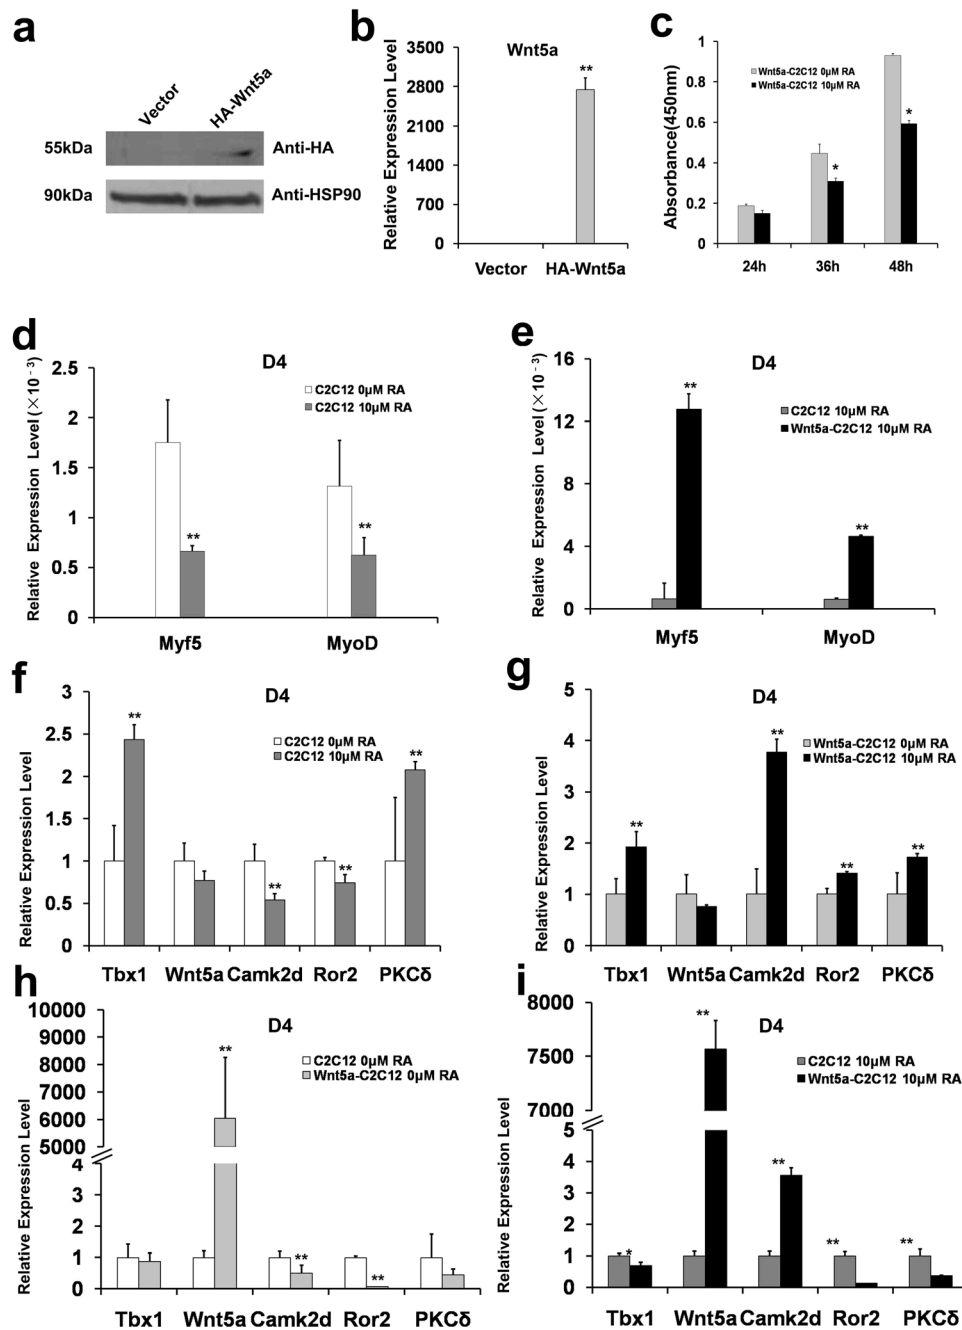 a
Vector
HA-Wnt5a
55kDa
Anti-HA
90kDa
Anti-HSP90
b
Wnt5a
Relative Expression Level
3500
2800
2100
1400
700
0
**
Vector HA-Wnt5a
c
Absorbance(450nm)
1
0.8
0.6
0.4
0.2
0
Wnt5a-C2C12 0µM RA
Wnt5a-C2C12 10µM RA
*
*
24h 36h 48h
d
D4
Relative Expression Level(×10⁻³)
2.5
2
1.5
1
0.5
0
C2C12 0µM RA
C2C12 10µM RA
**
**
Myf5 MyoD
e
D4
Relative Expression Level(×10⁻³)
16
12
8
4
0
C2C12 10µM RA
Wnt5a-C2C12 10µM RA
**
**
Myf5 MyoD
f
D4
Relative Expression Level
3
2.5
2
1.5
1
0.5
0
C2C12 0µM RA
C2C12 10µM RA
**
**
**
**
Tbx1 Wnt5a Camk2d Ror2 PKCδ
g
D4
Relative Expression Level
5
4
3
2
1
0
Wnt5a-C2C12 0µM RA
Wnt5a-C2C12 10µM RA
**
**
**
**
Tbx1 Wnt5a Camk2d Ror2 PKCδ
h
D4
Relative Expression Level
10000
9000
8000
7000
6000
5000
4
3
2
1
0
C2C12 0µM RA
Wnt5a-C2C12 0µM RA
**
**
**
Tbx1 Wnt5a Camk2d Ror2 PKCδ
i
D4
Relative Expression Level
8000
7500
7000
5
4
3
2
1
0
C2C12 10µM RA
Wnt5a-C2C12 10µM RA
*
**
**
**
**
Tbx1 Wnt5a Camk2d Ror2 PKCδ